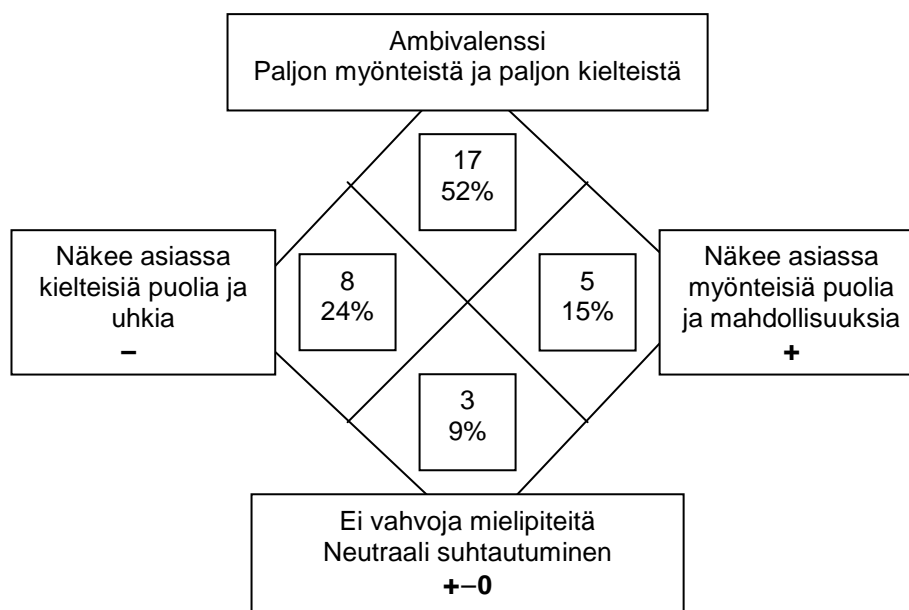 Ambivalenssi
Paljon myönteistä ja paljon kielteistä
17
52%
Näkee asiassa
kielteisiä puolia ja
uhkia
–
8
24%
5
15%
Näkee asiassa
myönteisiä puolia
ja mahdollisuuksia
+
3
9%
Ei vahvoja mielipiteitä
Neutraali suhtautuminen
+–0